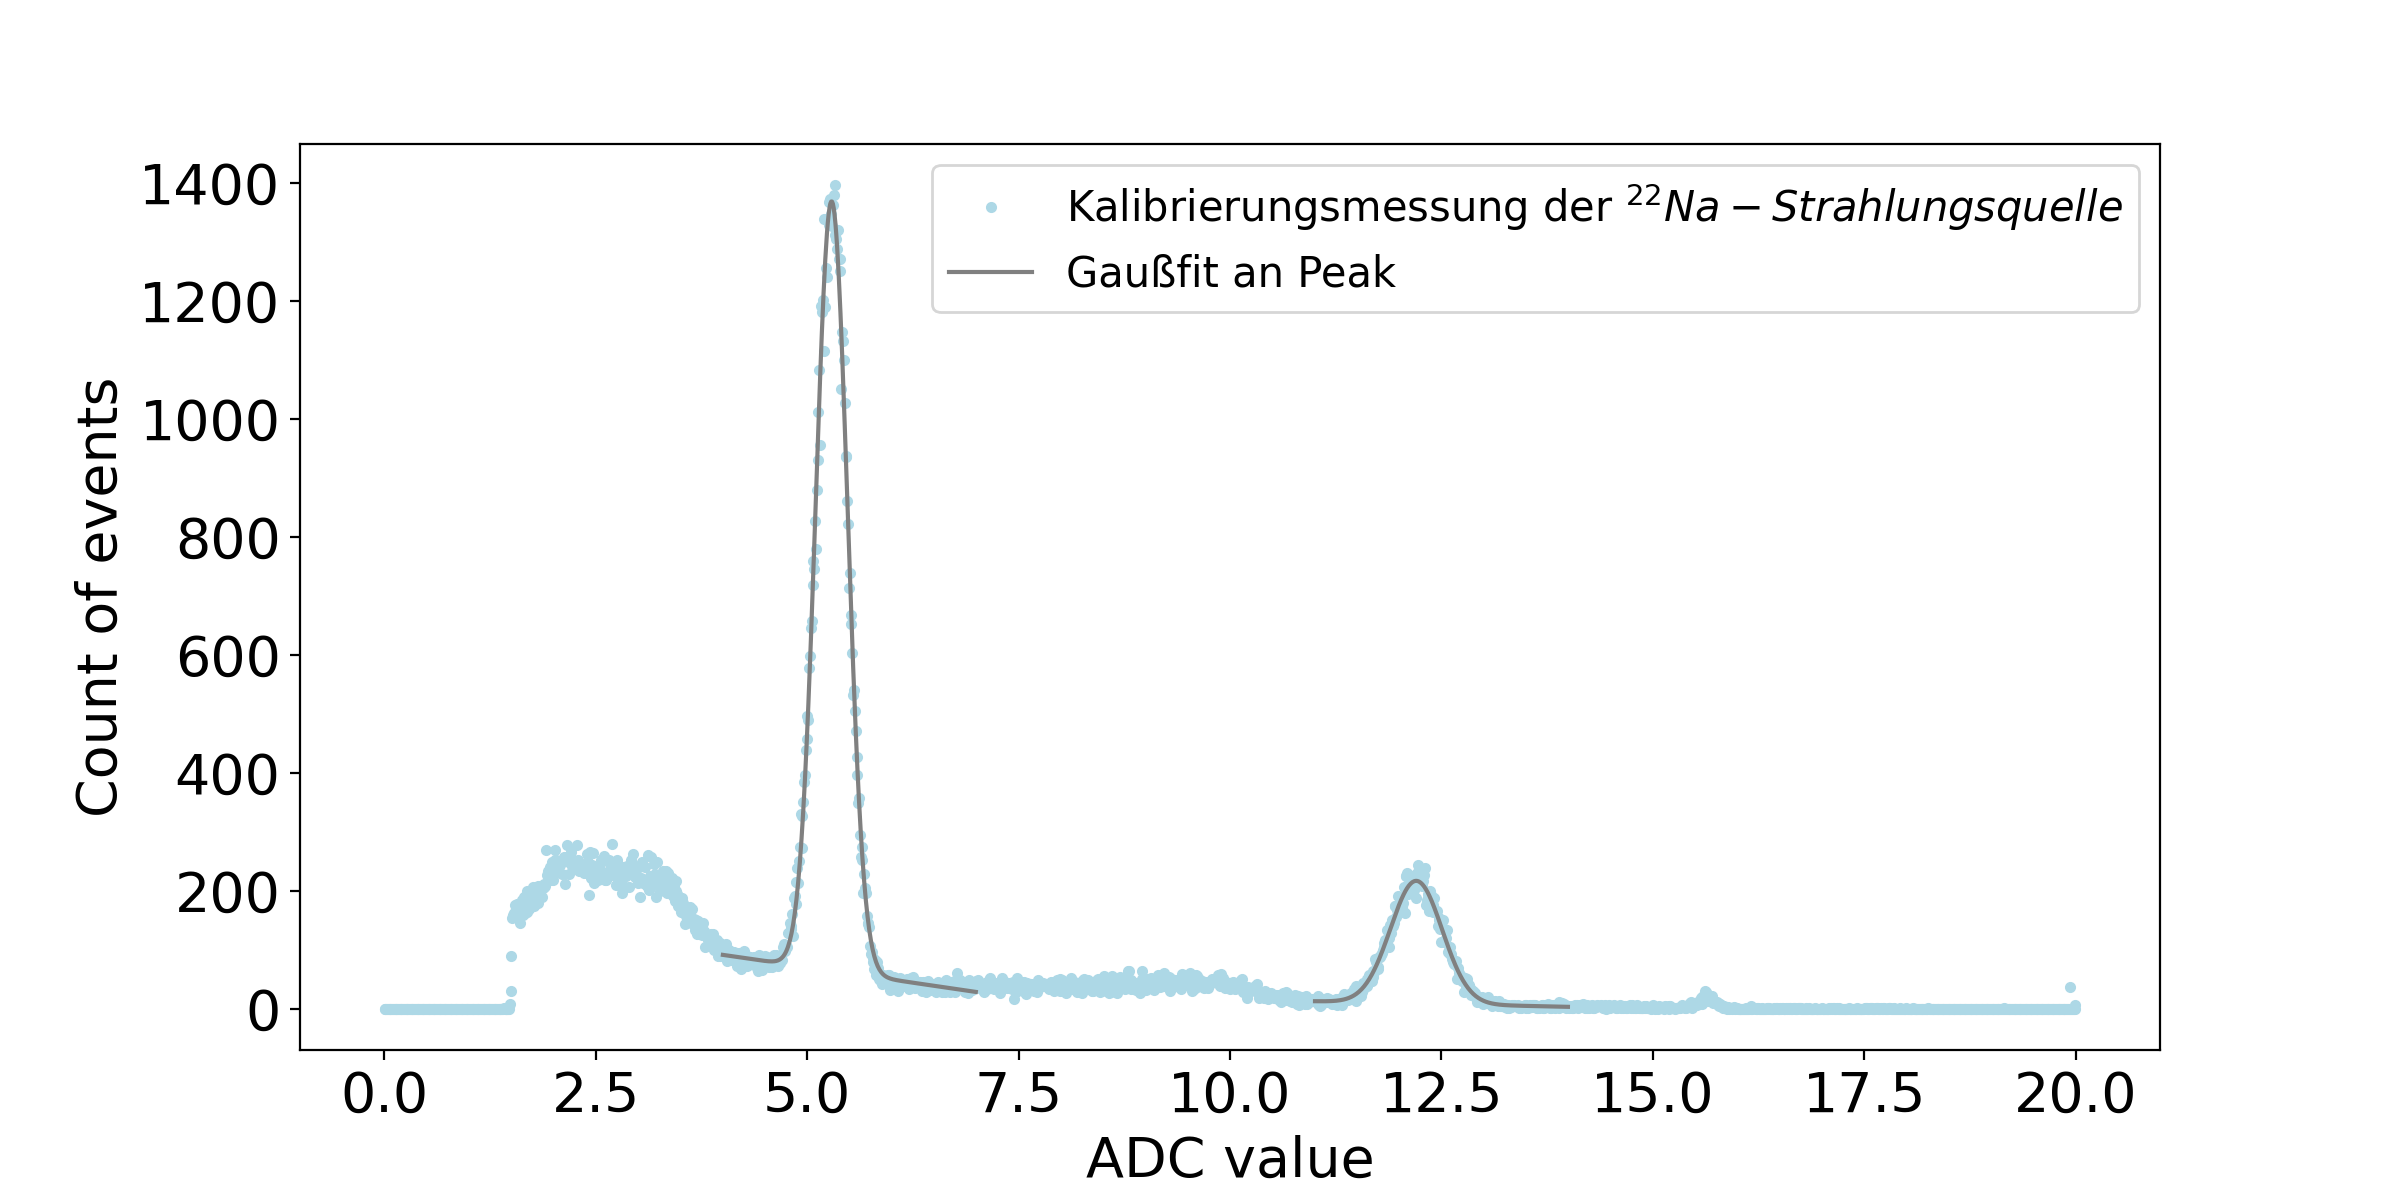 Kalibrierungsmessung der ²²Na − Strahlungsquelle
Gaußfit an Peak
Count of events
1400
1200
1000
800
600
400
200
0
0.0 2.5 5.0 7.5 10.0 12.5 15.0 17.5 20.0
ADC value